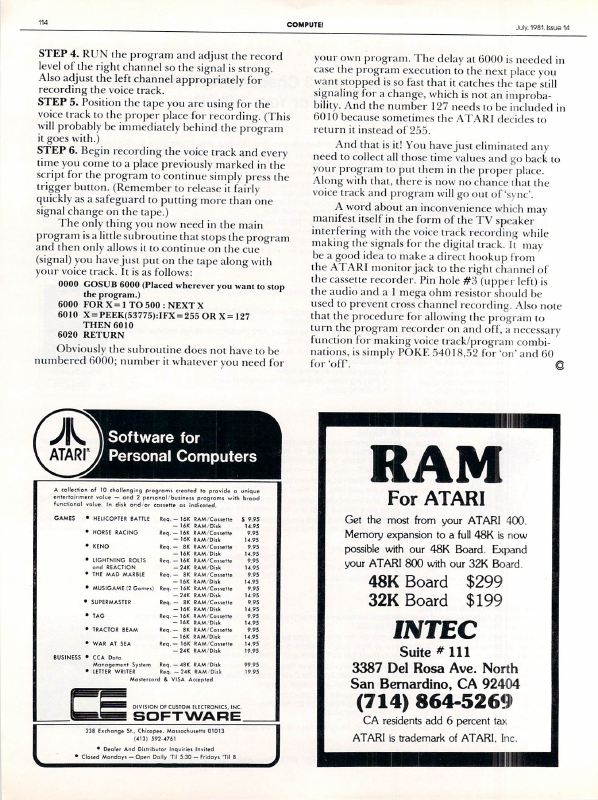 114
COMPUTE!
July, 1981. Issue 14
STEP 4. RUN the program and adjust the record
level of the right channel so the signal is strong.
Also adjust the left channel appropriately for
recording the voice track.
STEP 5. Position the tape you are using for the
voice track to the proper place for recording. (This
will probably be immediately behind the program
it goes with.)
STEP 6. Begin recording the voice track and every
time you come to a place previously marked in the
script for the program to continue simply press the
trigger button. (Remember to release it fairly
quickly as a safeguard to putting more than one
signal change on the tape.)
The only thing you now need in the main
program is a little subroutine that stops the program
and then only allows it to continue on the cue
(signal) you have just put on the tape along with
your voice track. It is as follows:
0000 GOSUB 6000 (Placed wherever you want to stop
the program.)
6000 FOR X=1 TO 500 : NEXT X
6010 X=PEEK(53775):IFX=255 OR X=127
THEN 6010
6020 RETURN
Obviously the subroutine does not have to be
numbered 6000; number it whatever you need for
your own program. The delay at 6000 is needed in
case the program execution to the next place you
want stopped is so fast that it catches the tape still
signaling for a change, which is not an improba-
bility. And the number 127 needs to be included in
6010 because sometimes the ATARI decides to
return it instead of 255.
And that is it! You have just eliminated any
need to collect all those time values and go back to
your program to put them in the proper place.
Along with that, there is now no chance that the
voice track and program will go out of 'sync'.
A word about an inconvenience which may
manifest itself in the form of the TV speaker
interfering with the voice track recording while
making the signals for the digital track. It may
be a good idea to make a direct hookup from
the ATARI monitor jack to the right channel of
the cassette recorder. Pin hole #3 (upper left) is
the audio and a 1 mega ohm resistor should be
used to prevent cross channel recording. Also note
that the procedure for allowing the program to
turn the program recorder on and off, a necessary
function for making voice track/program combi-
nations, is simply POKE 54018,52 for 'on' and 60
for 'off'. ©
ATARI®
Software for
Personal Computers
A collection of 10 challenging programs created to provide a unique
entertainment value — and 2 personal/business programs with broad
functional value. In disk and/or cassette as indicated.
GAMES • HELICOPTER BATTLE Req. — 16K RAM/Cassette $ 9.95
— 16K RAM/Disk 14.95
• HORSE RACING Req. — 16K RAM/Cassette 9.95
— 16K RAM/Disk 14.95
• KENO Req. — 8K RAM/Cassette 9.95
— 16K RAM/Disk 14.95
• LIGHTNING BOLTS Req. — 16K RAM/Cassette 9.95
and REACTION — 24K RAM/Disk 14.95
• THE MAD MARBLE Req. — 8K RAM/Cassette 9.95
— 16K RAM/Disk 14.95
• MUSIGAME (2 Games) Req. — 16K RAM/Cassette 14.95
— 24K RAM/Disk 14.95
• SUPERMASTER Req. — 8K RAM/Cassette 9.95
— 16K RAM/Disk 14.95
• TAG Req. — 16K RAM/Cassette 9.95
— 16K RAM/Disk 14.95
• TRACTOR BEAM Req. — 8K RAM/Cassette 9.95
— 16K RAM/Disk 14.95
• WAR AT SEA Req. — 16K RAM/Cassette 14.95
— 24K RAM/Disk 19.95
BUSINESS • CCA Data
Management System Req. — 48K RAM/Disk 99.95
• LETTER WRITER Req. — 24K RAM/Disk 19.95
Mastercard & VISA Accepted
CE
DIVISION OF CUSTOM ELECTRONICS, INC.
SOFTWARE
238 Exchange St., Chicopee, Massachusetts 01013
(413) 592-4761
• Dealer And Distributor Inquiries Invited
• Closed Mondays — Open Daily 'Til 5:30 — Fridays 'Til 8
RAM
For ATARI
Get the most from your ATARI 400.
Memory expansion to a full 48K is now
possible with our 48K Board. Expand
your ATARI 800 with our 32K Board.
48K Board $299
32K Board $199
INTEC
Suite # 111
3387 Del Rosa Ave. North
San Bernardino, CA 92404
(714) 864-5269
CA residents add 6 percent tax
ATARI is trademark of ATARI, Inc.